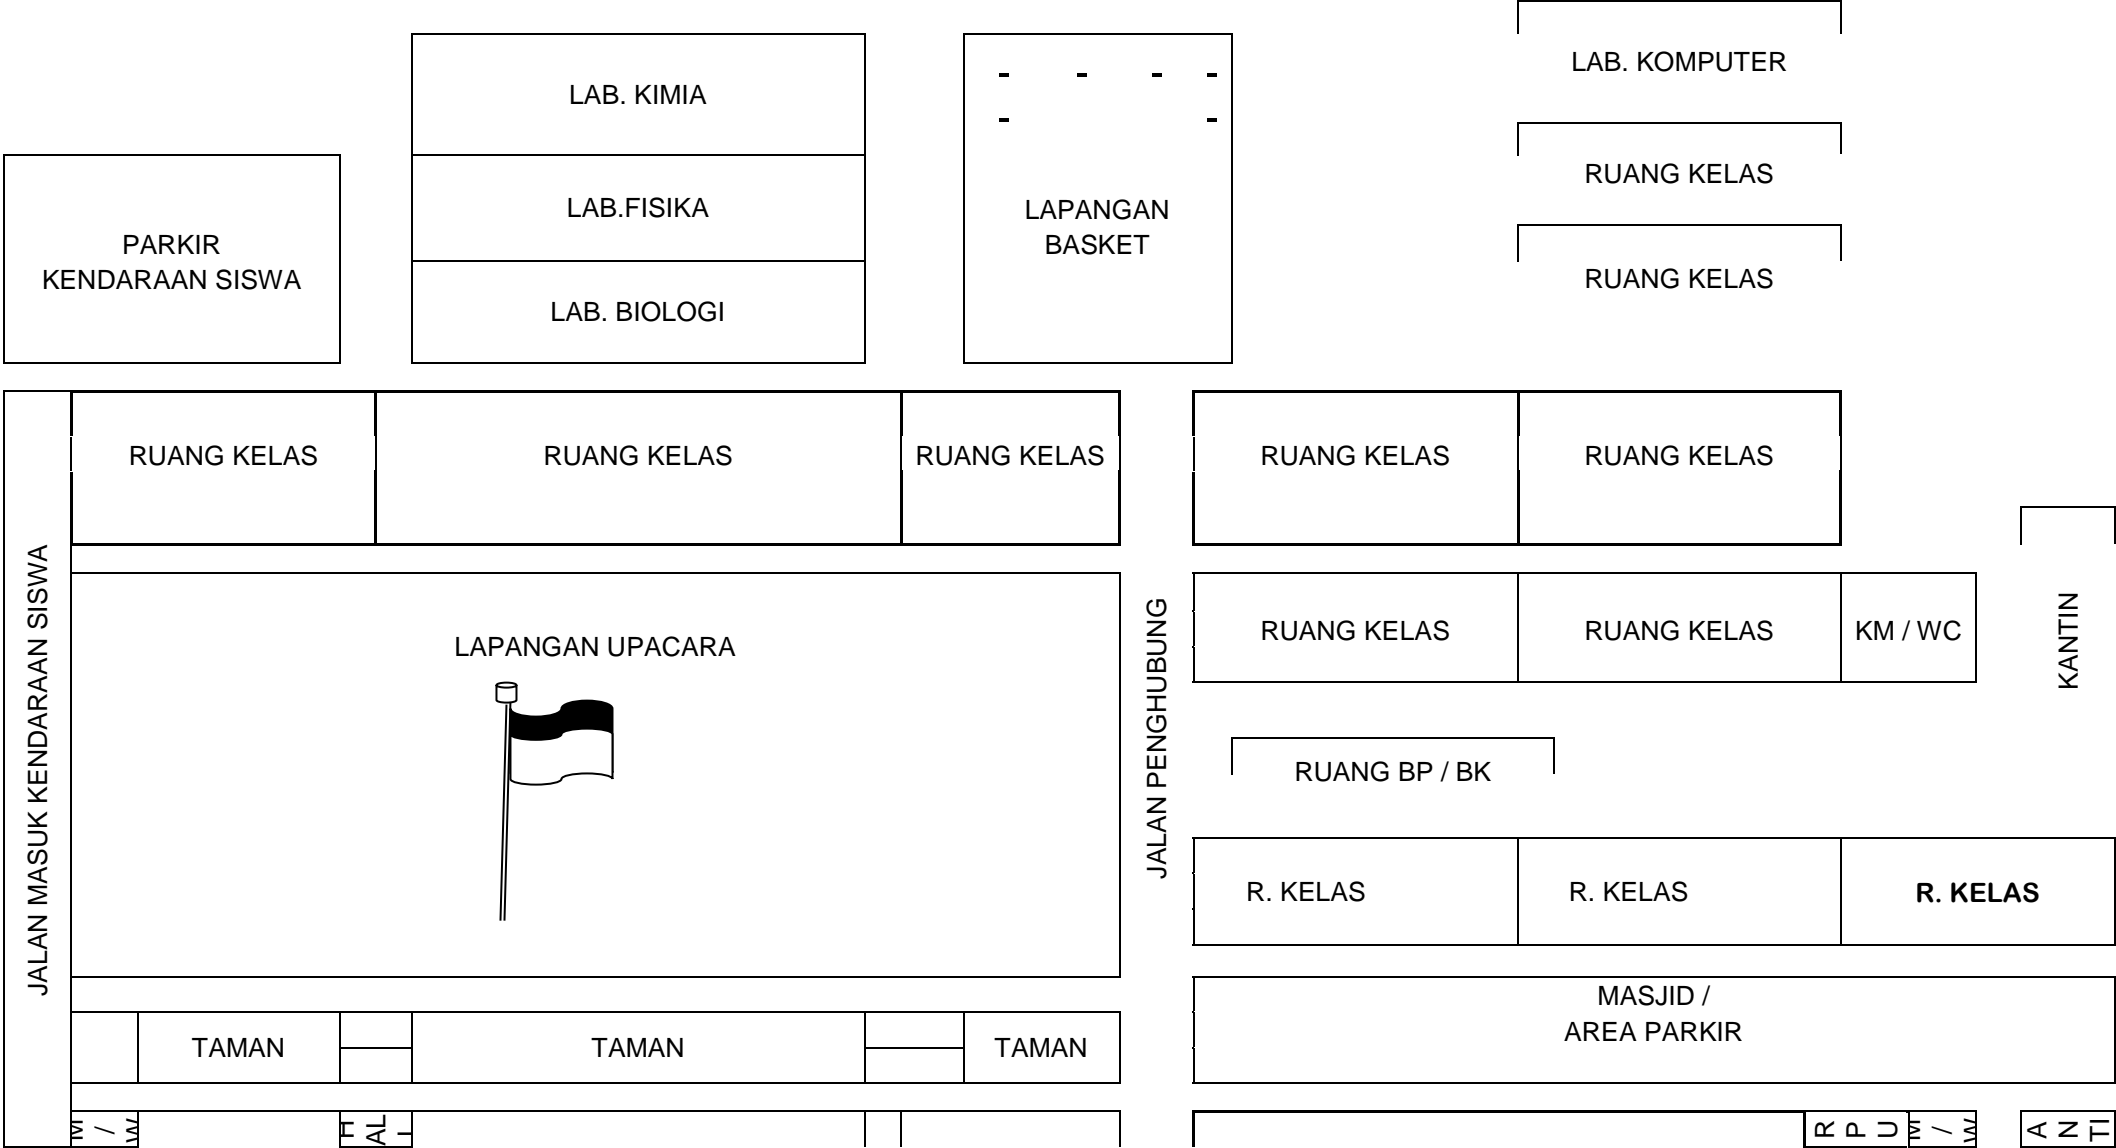 LAB. KOMPUTER
LAB. KIMIA
RUANG KELAS
LAB.FISIKA
LAPANGAN
BASKET
PARKIR
KENDARAAN SISWA
RUANG KELAS
LAB. BIOLOGI
RUANG KELAS
RUANG KELAS
RUANG KELAS
RUANG KELAS
RUANG KELAS
JALAN MASUK KENDARAAN SISWA
LAPANGAN UPACARA
JALAN PENGHUBUNG
RUANG KELAS
RUANG KELAS
KM / WC
KANTIN
RUANG BP / BK
R. KELAS
R. KELAS
R. KELAS
MASJID /
AREA PARKIR
TAMAN
TAMAN
TAMAN